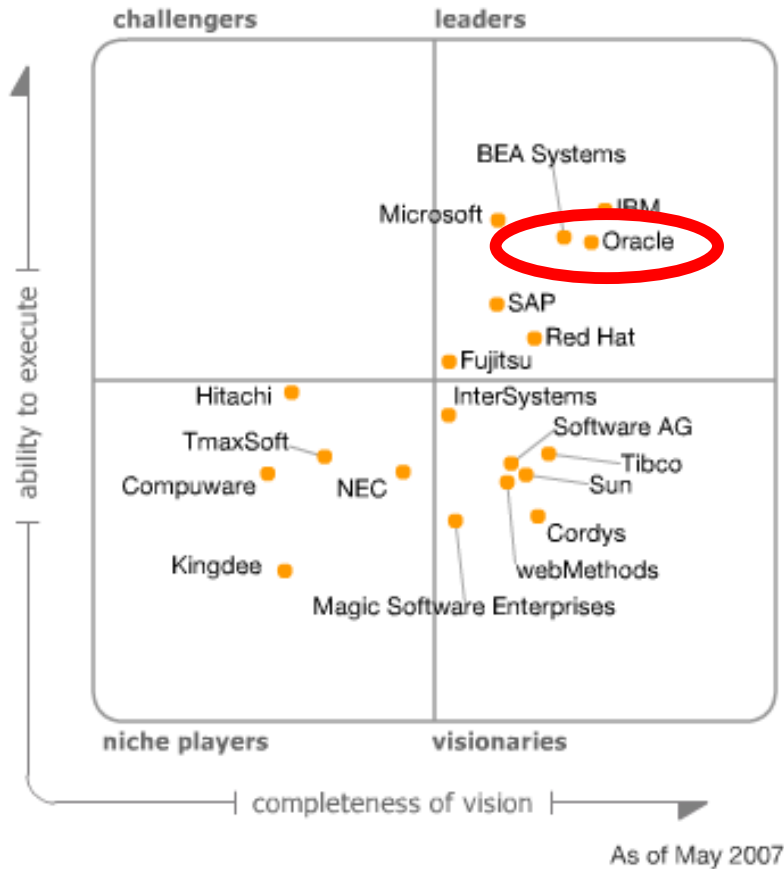 challengers
leaders
BEA Systems
IBM
Microsoft
Oracle
SAP
Red Hat
Fujitsu
Hitachi
InterSystems
Software AG
TmaxSoft
Tibco
Compuware
NEC
Sun
Cordys
Kingdee
webMethods
Magic Software Enterprises
ability to execute
niche players
visionaries
completeness of vision
As of May 2007